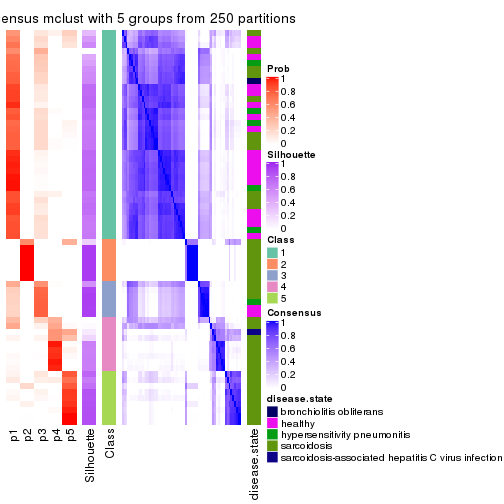 ensus mclust with 5 groups from 250 partitions
Prob
1
0.8
0.6
0.4
0.2
0
Silhouette
1
0.8
0.6
0.4
0.2
0
Class
1
2
3
4
5
Consensus
1
0.8
0.6
0.4
0.2
0
disease.state
bronchiolitis obliterans
healthy
hypersensitivity pneumonitis
sarcoidosis
sarcoidosis-associated hepatitis C virus infection
p1
p2
p3
p4
p5
Silhouette
Class
disease.state